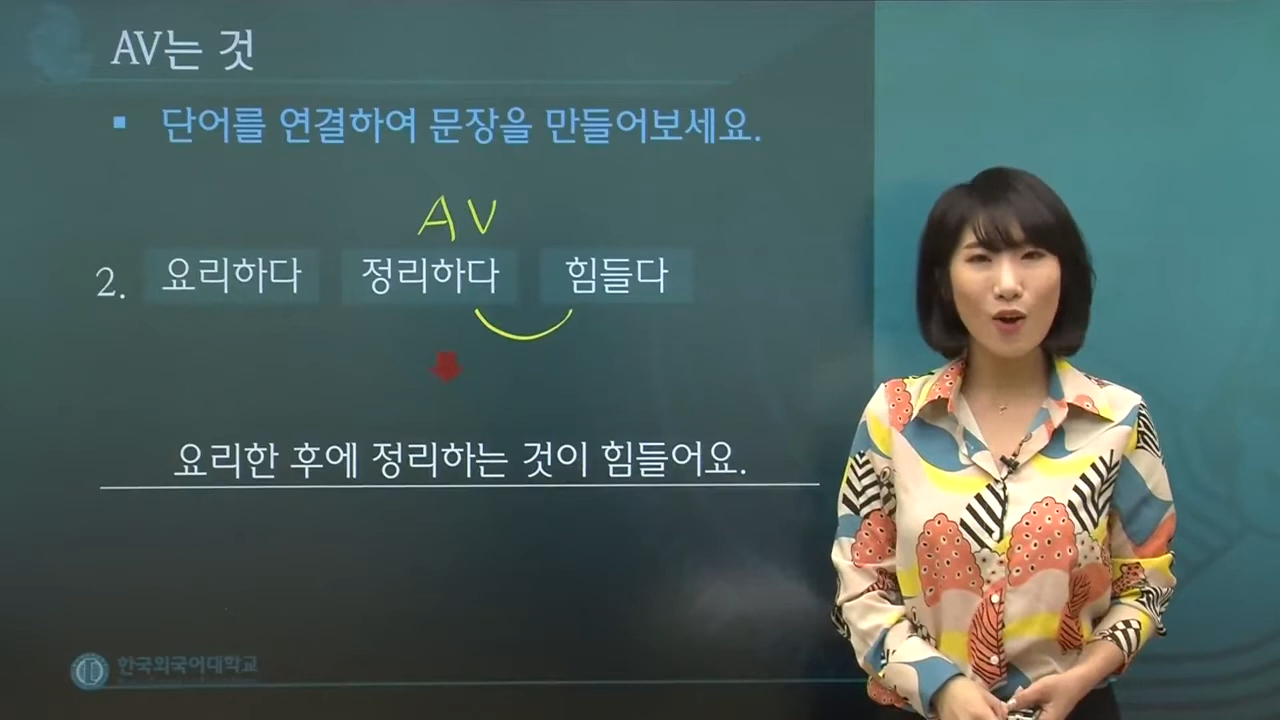 AV는 것
▪ 단어를 연결하여 문장을 만들어보세요.
AV
2. 요리하다 정리하다 힘들다
요리한 후에 정리하는 것이 힘들어요.
한국외국어대학교